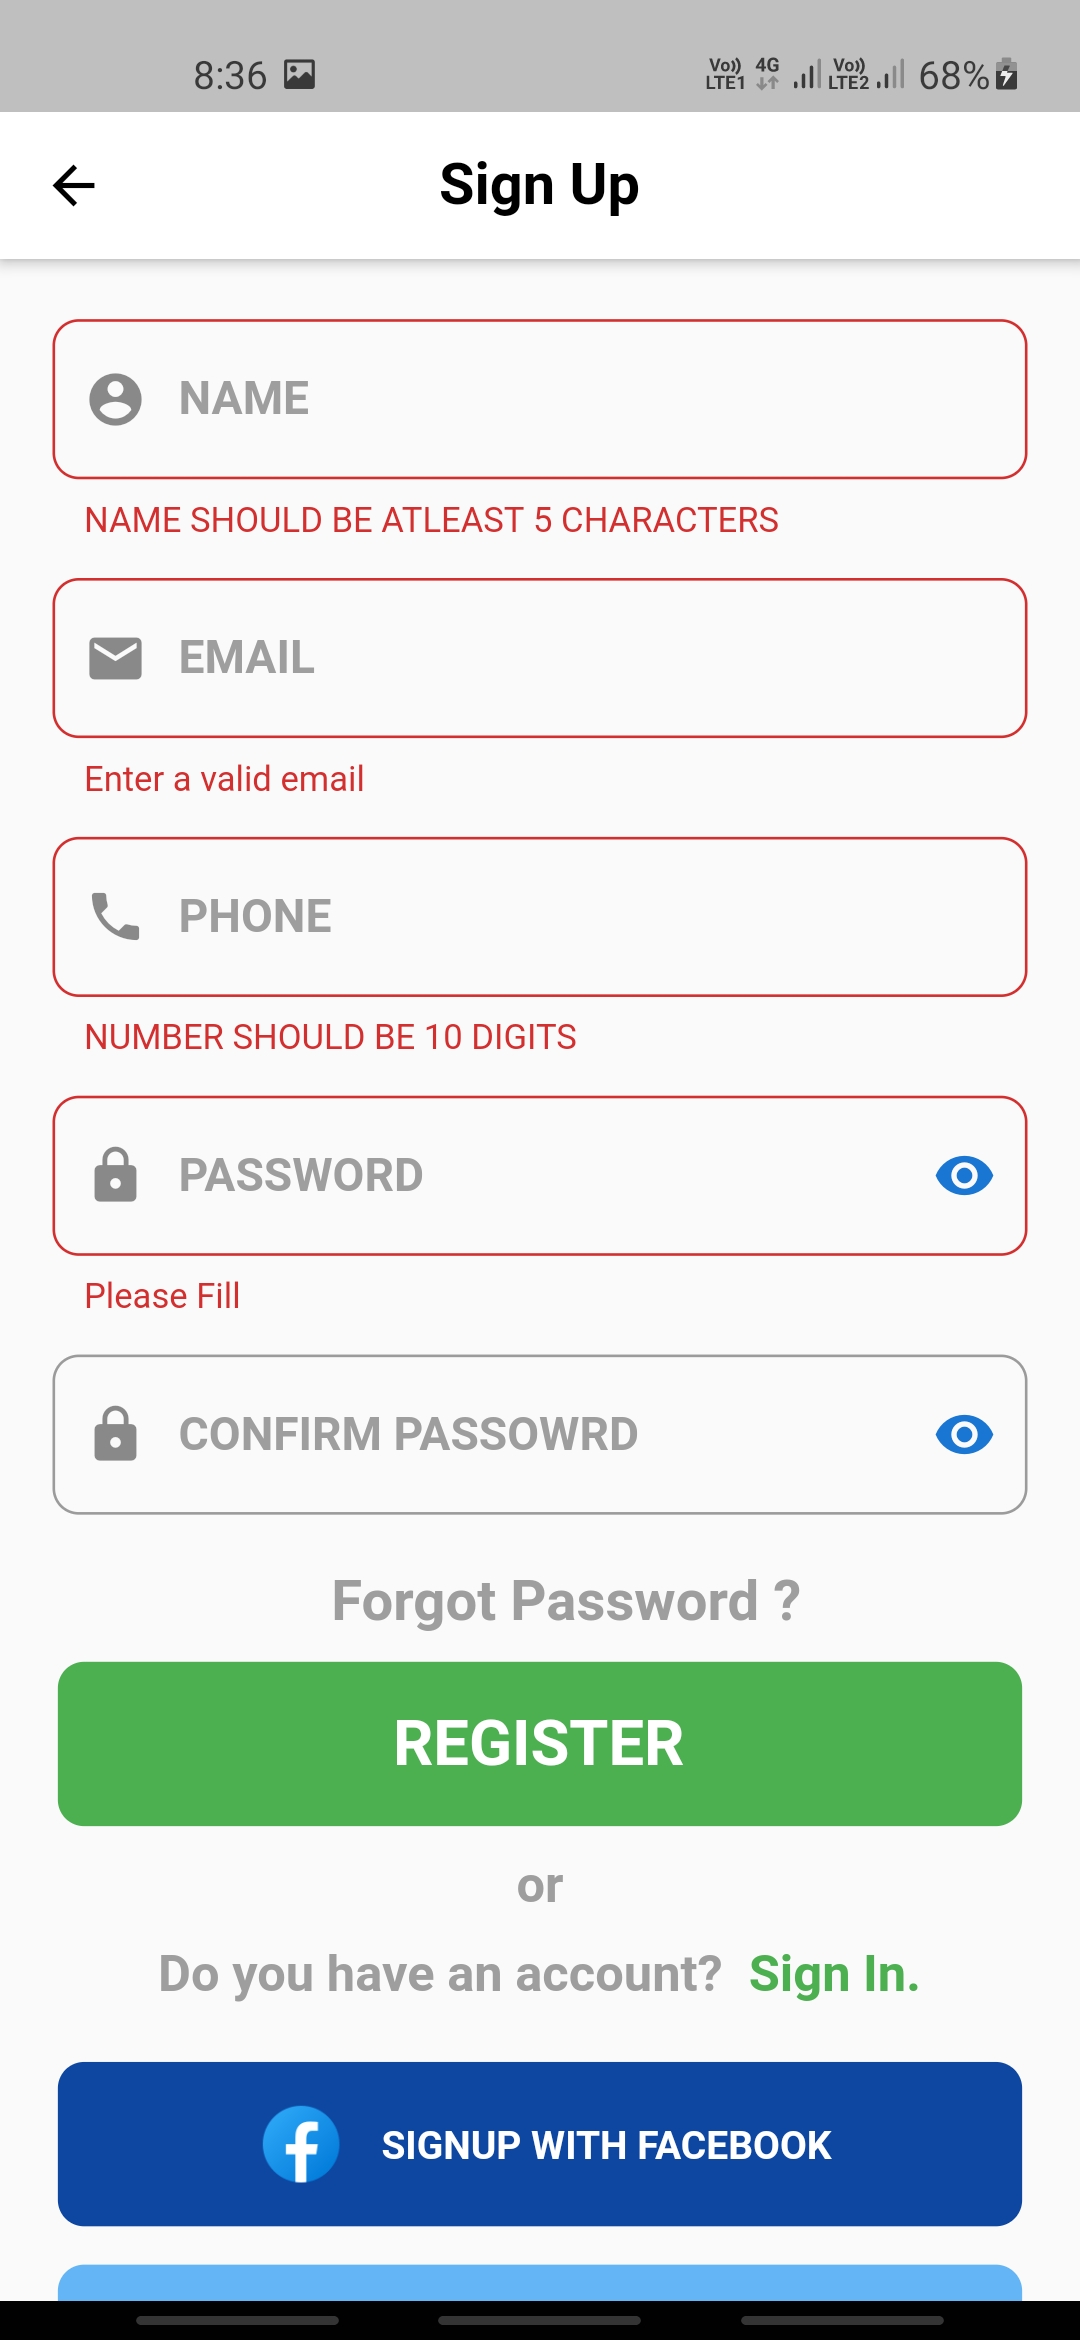 8:36 Vo)) LTE1 4G Vo)) LTE2 68%
Sign Up
NAME
NAME SHOULD BE ATLEAST 5 CHARACTERS
EMAIL
Enter a valid email
PHONE
NUMBER SHOULD BE 10 DIGITS
PASSWORD
Please Fill
CONFIRM PASSOWRD
Forgot Password ?
REGISTER
or
Do you have an account? Sign In.
SIGNUP WITH FACEBOOK